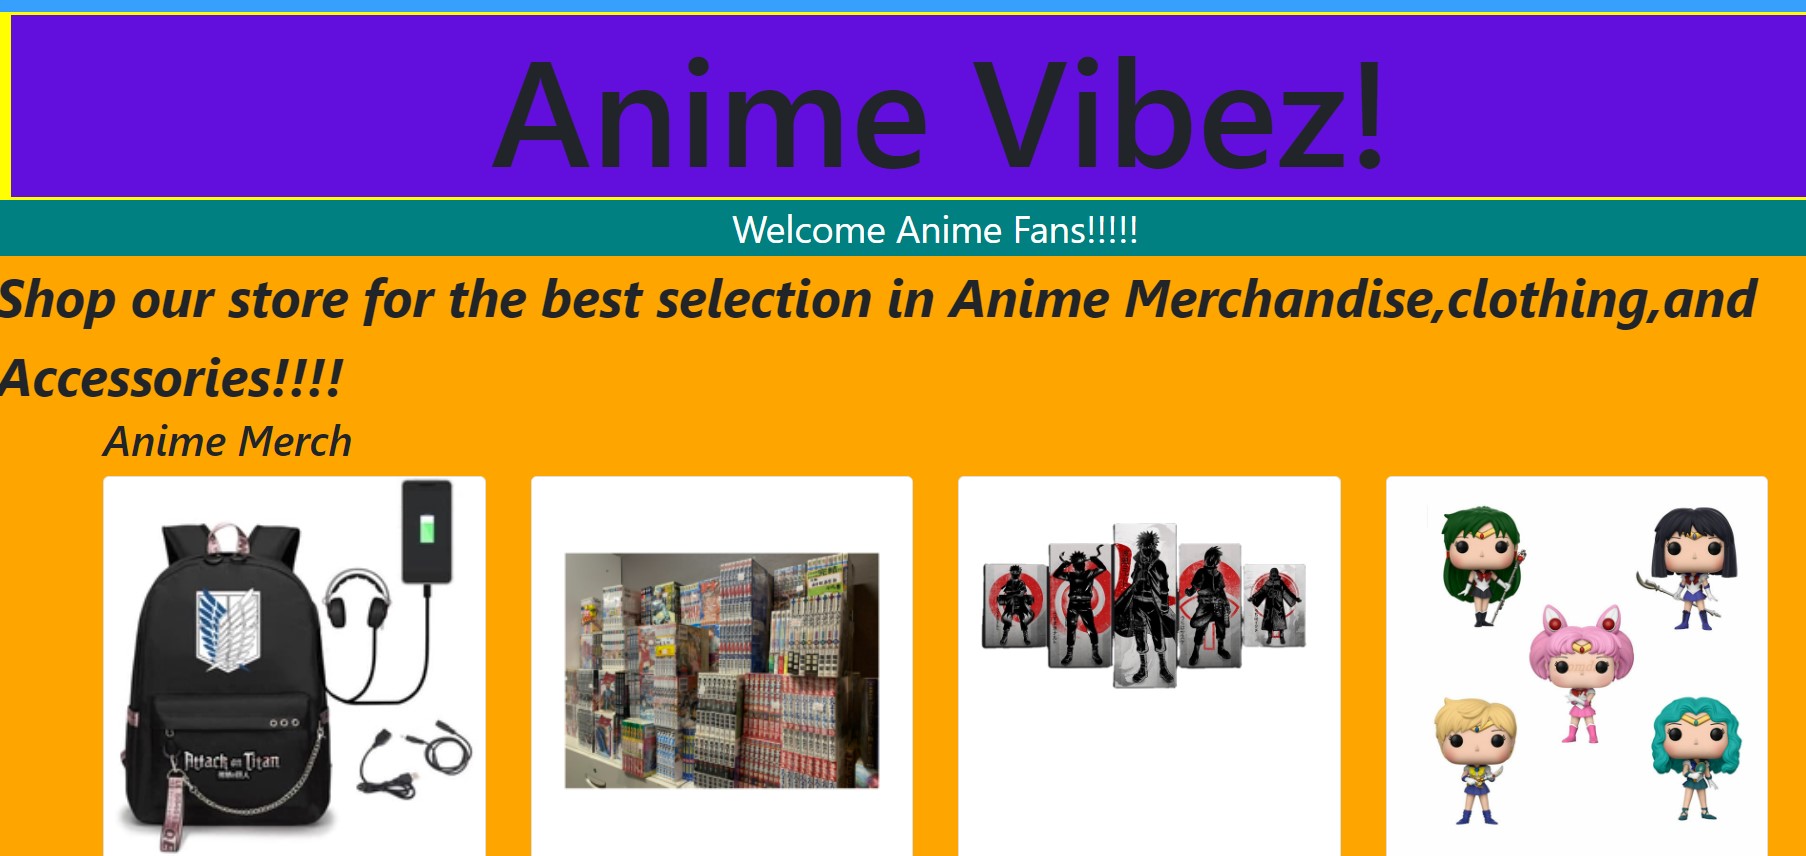 Anime Vibez!
Welcome Anime Fans!!!!!
Shop our store for the best selection in Anime Merchandise,clothing,and
Accessories!!!!
Anime Merch
Attack on Titan